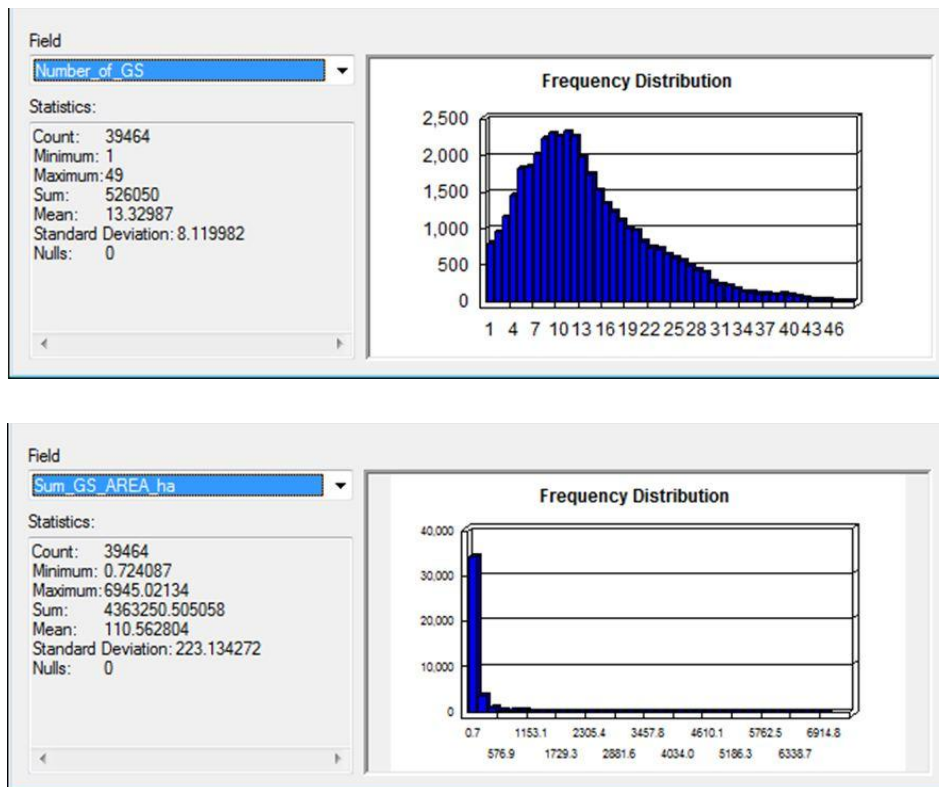 Field
Number_of_GS
Statistics:
Count: 39464
Minimum: 1
Maximum: 49
Sum: 526050
Mean: 13.32987
Standard Deviation: 8.119982
Nulls: 0
Frequency Distribution
2,500
2,000
1,500
1,000
500
0
1 4 7 10 13 16 19 22 25 28 31 34 37 40 43 46
Field
Sum_GS_AREA_ha
Statistics:
Count: 39464
Minimum: 0.724087
Maximum: 6945.02134
Sum: 4363250.505058
Mean: 110.562804
Standard Deviation: 223.134272
Nulls: 0
Frequency Distribution
40,000
30,000
20,000
10,000
0
0.7 1153.1 2305.4 3457.8 4610.1 5762.5 6914.8
576.9 1729.3 2881.6 4034.0 5186.3 6338.7